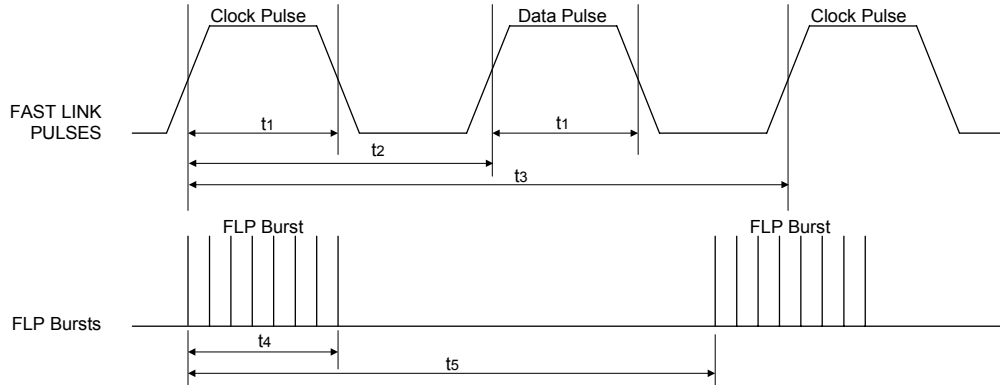 Clock Pulse Data Pulse Clock Pulse
FAST LINK
PULSES
t1 t1
t2
t3
FLP Burst FLP Burst
FLP Bursts
t4
t5